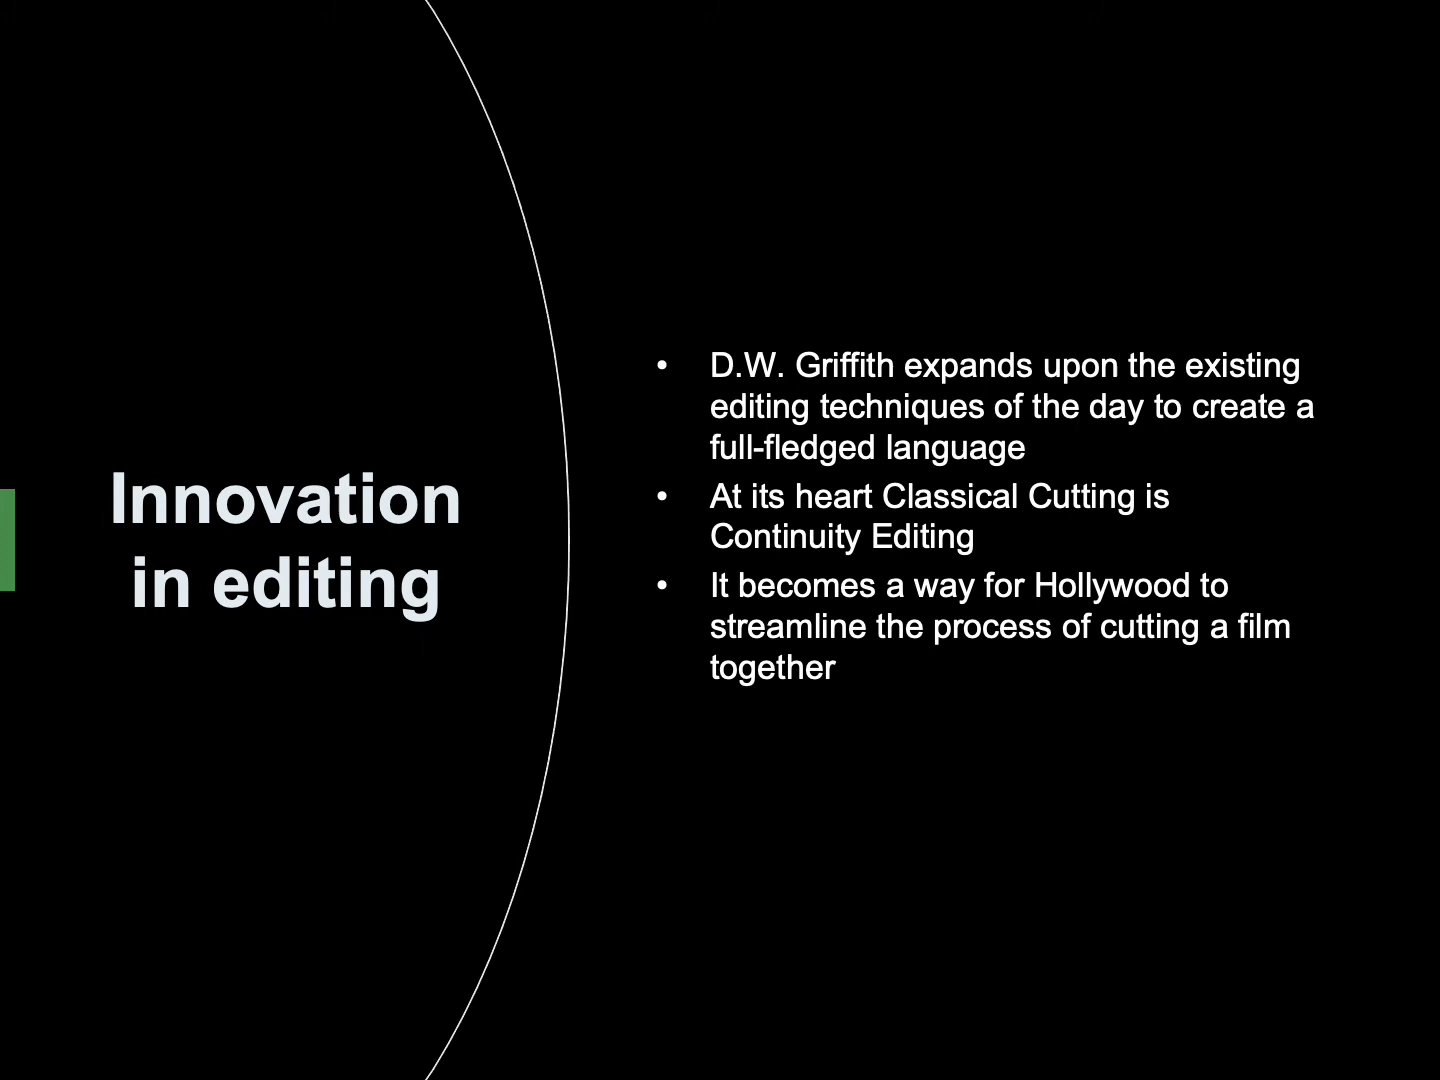 Innovation
in editing
• D.W. Griffith expands upon the existing
editing techniques of the day to create a
full-fledged language
• At its heart Classical Cutting is
Continuity Editing
• It becomes a way for Hollywood to
streamline the process of cutting a film
together